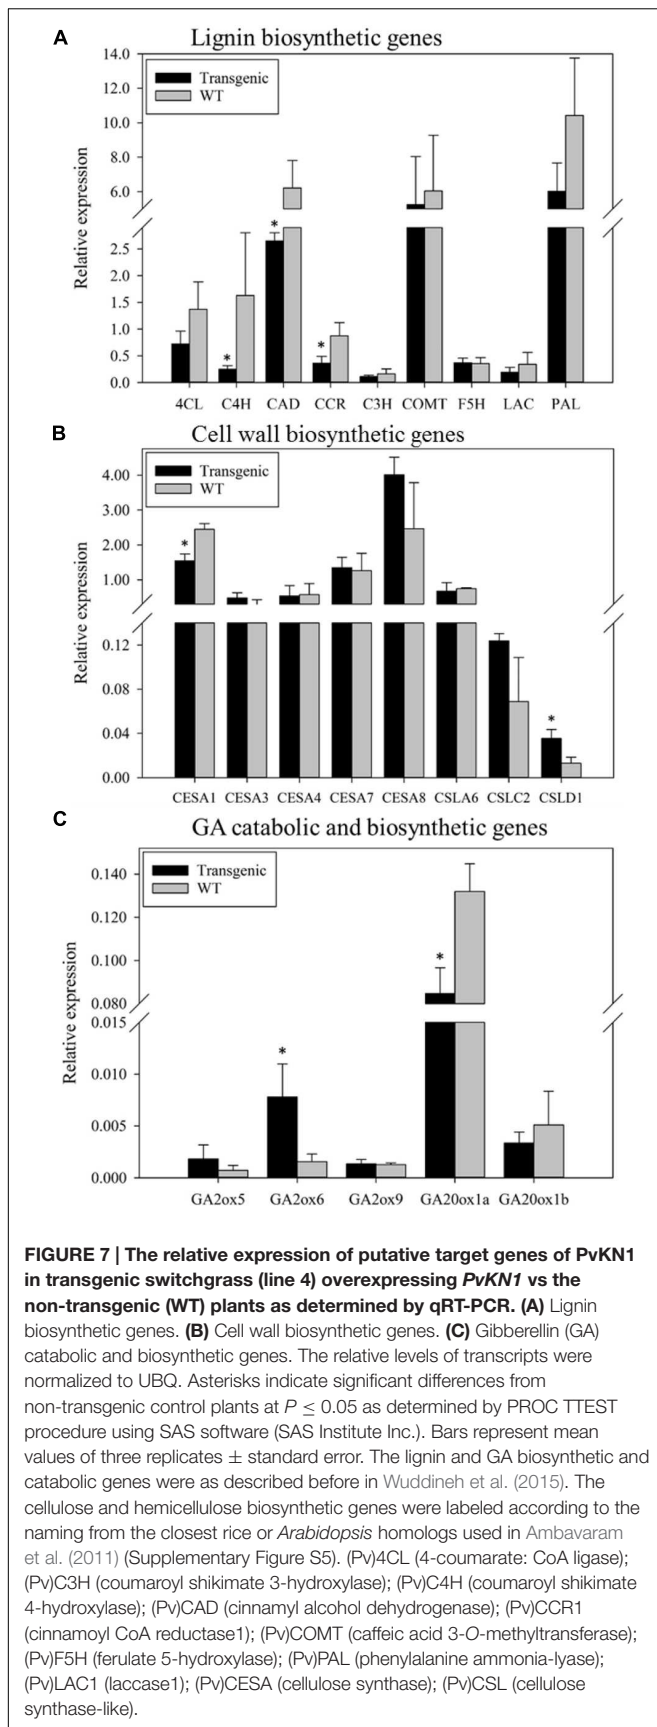 A
Lignin biosynthetic genes
Transgenic
WT
Relative expression
Relative expression
14.0
12.0
10.0
8.0
6.0
2.5
2.0
1.5
1.0
0.5
0.0
*
*
*
4CL C4H CAD CCR C3H COMT F5H LAC PAL
B
Cell wall biosynthetic genes
Transgenic
WT
Relative expression
4.00
3.00
2.00
1.00
0.12
0.08
0.04
0.00
*
*
CESA1 CESA3 CESA4 CESA7 CESA8 CSLA6 CSLC2 CSLD1
C
GA catabolic and biosynthetic genes
Transgenic
WT
Relative expression
0.140
0.120
0.100
0.080
0.015
0.010
0.005
0.000
*
*
GA2ox5 GA2ox6 GA2ox9 GA20ox1a GA20ox1b
FIGURE 7 | The relative expression of putative target genes of PvKN1
in transgenic switchgrass (line 4) overexpressing PvKN1 vs the
non-transgenic (WT) plants as determined by qRT-PCR. (A) Lignin
biosynthetic genes. (B) Cell wall biosynthetic genes. (C) Gibberellin (GA)
catabolic and biosynthetic genes. The relative levels of transcripts were
normalized to UBQ. Asterisks indicate significant differences from
non-transgenic control plants at P ≤ 0.05 as determined by PROC TTEST
procedure using SAS software (SAS Institute Inc.). Bars represent mean
values of three replicates ± standard error. The lignin and GA biosynthetic and
catabolic genes were as described before in Wuddineh et al. (2015). The
cellulose and hemicellulose biosynthetic genes were labeled according to the
naming from the closest rice or Arabidopsis homologs used in Ambavaram
et al. (2011) (Supplementary Figure S5). (Pv)4CL (4-coumarate: CoA ligase);
(Pv)C3H (coumaroyl shikimate 3-hydroxylase); (Pv)C4H (coumaroyl shikimate
4-hydroxylase); (Pv)CAD (cinnamyl alcohol dehydrogenase); (Pv)CCR1
(cinnamoyl CoA reductase1); (Pv)COMT (caffeic acid 3-O-methyltransferase);
(Pv)F5H (ferulate 5-hydroxylase); (Pv)PAL (phenylalanine ammonia-lyase);
(Pv)LAC1 (laccase1); (Pv)CESA (cellulose synthase); (Pv)CSL (cellulose
synthase-like).